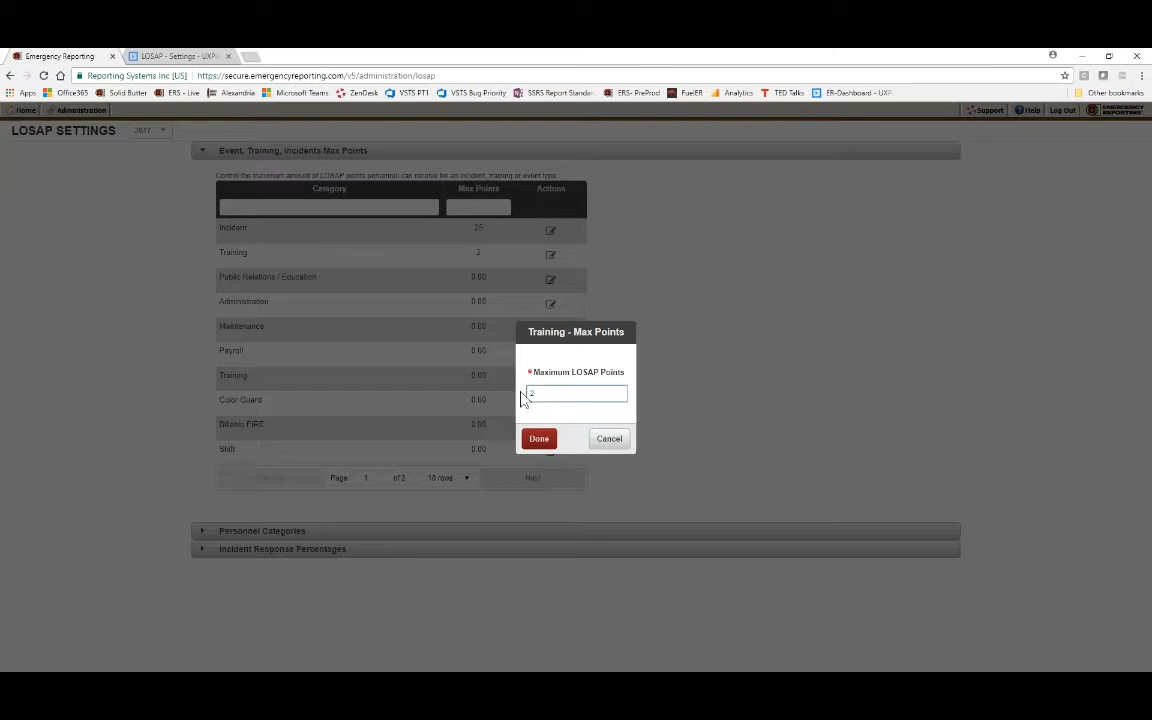 Emergency Reporting
LOSAP - Settings - UXPi
Reporting Systems Inc [US] https://secure.emergencyreporting.com/v5/administration/losap
Apps Office365 Solid Butter ERS - Live Alexandria Microsoft Teams ZenDesk VSTS PT1 VSTS Bug Priority SSRS Report Standar ERS- PreProd FuelER Analytics TED Talks ER-Dashboard - UXPi Other bookmarks
Home Administration Support Help Log Out EMERGENCY REPORTING
LOSAP SETTINGS 2017
Event, Training, Incidents Max Points
Control the maximum amount of LOSAP points personnel can receive for an incident, training or event type.
Category Max Points Actions
Incident 25
Training 2
Public Relations / Education 0.00
Administration 0.00
Maintenance 0.00
Payroll 0.00
Training 0.00
Color Guard 0.00
Billable FIRE 0.00
Shift 0.00
Page 1 of 2 10 rows Next
Training - Max Points
*Maximum LOSAP Points
2
Done Cancel
Personnel Categories
Incident Response Percentages